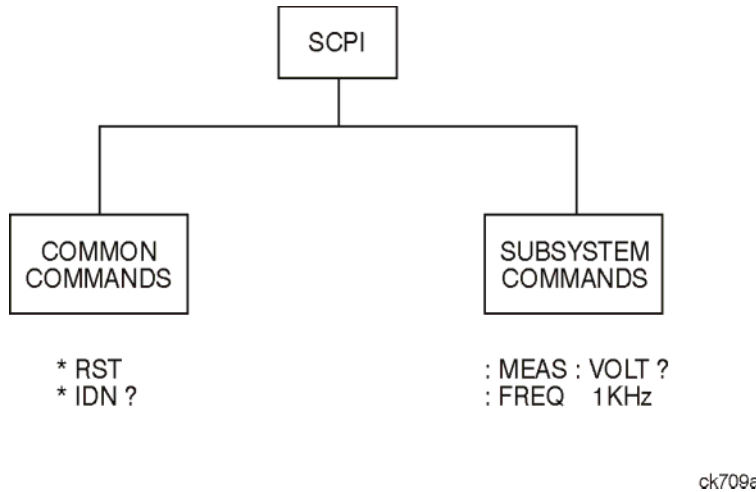 SCPI
COMMON
COMMANDS
SUBSYSTEM
COMMANDS
* RST
* IDN ?
: MEAS : VOLT ?
: FREQ 1KHz
ck709a